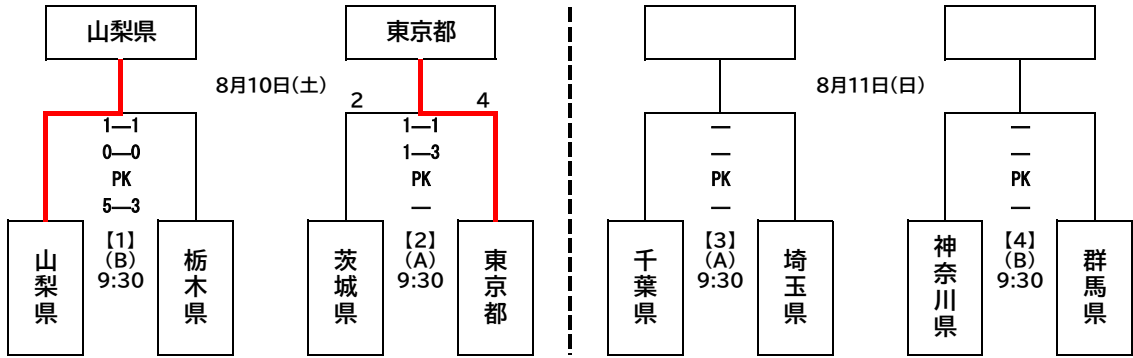 山梨県
東京都
8月10日(土)
8月11日(日)
2
4
1―1
0―0
PK
5―3
1―1
1―3
PK
―
―
―
PK
―
―
―
PK
―
山梨県
【1】
(B)
9:30
栃木県
茨城県
【2】
(A)
9:30
東京都
千葉県
【3】
(A)
9:30
埼玉県
神奈川県
【4】
(B)
9:30
群馬県